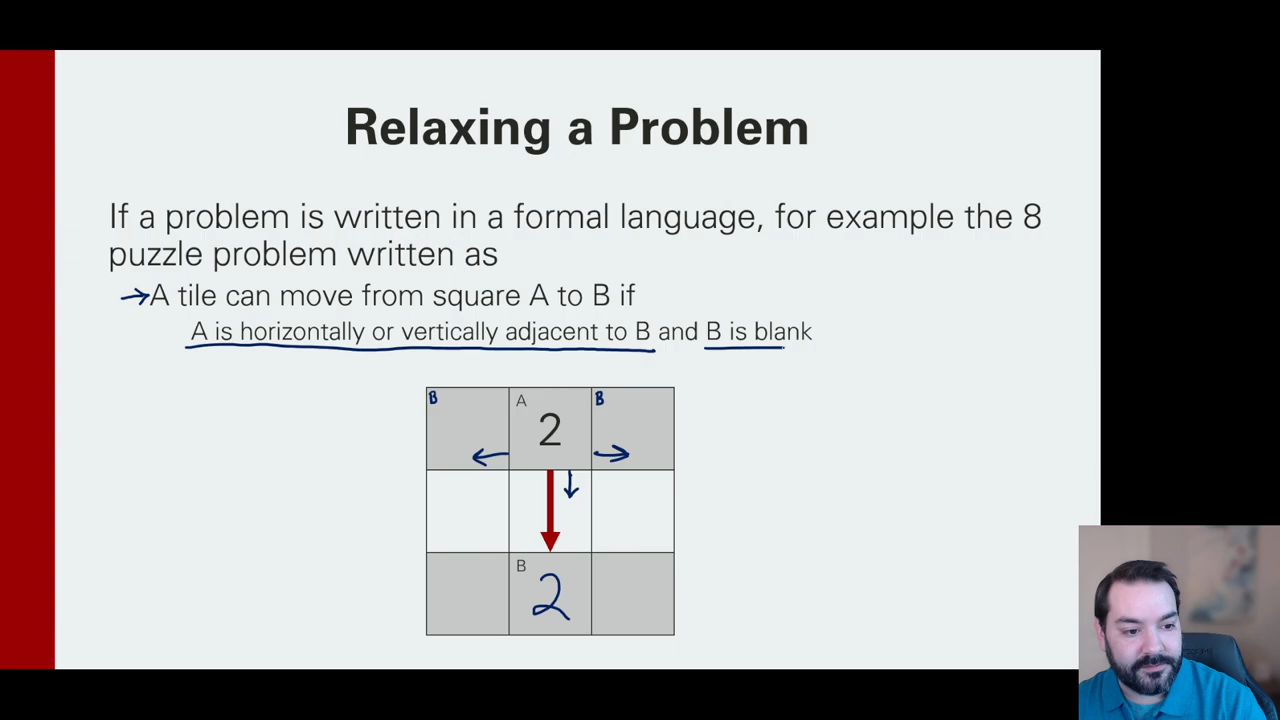 Relaxing a Problem
If a problem is written in a formal language, for example the 8
puzzle problem written as
→A tile can move from square A to B if
A is horizontally or vertically adjacent to B and B is blank
B A B
2
B
2